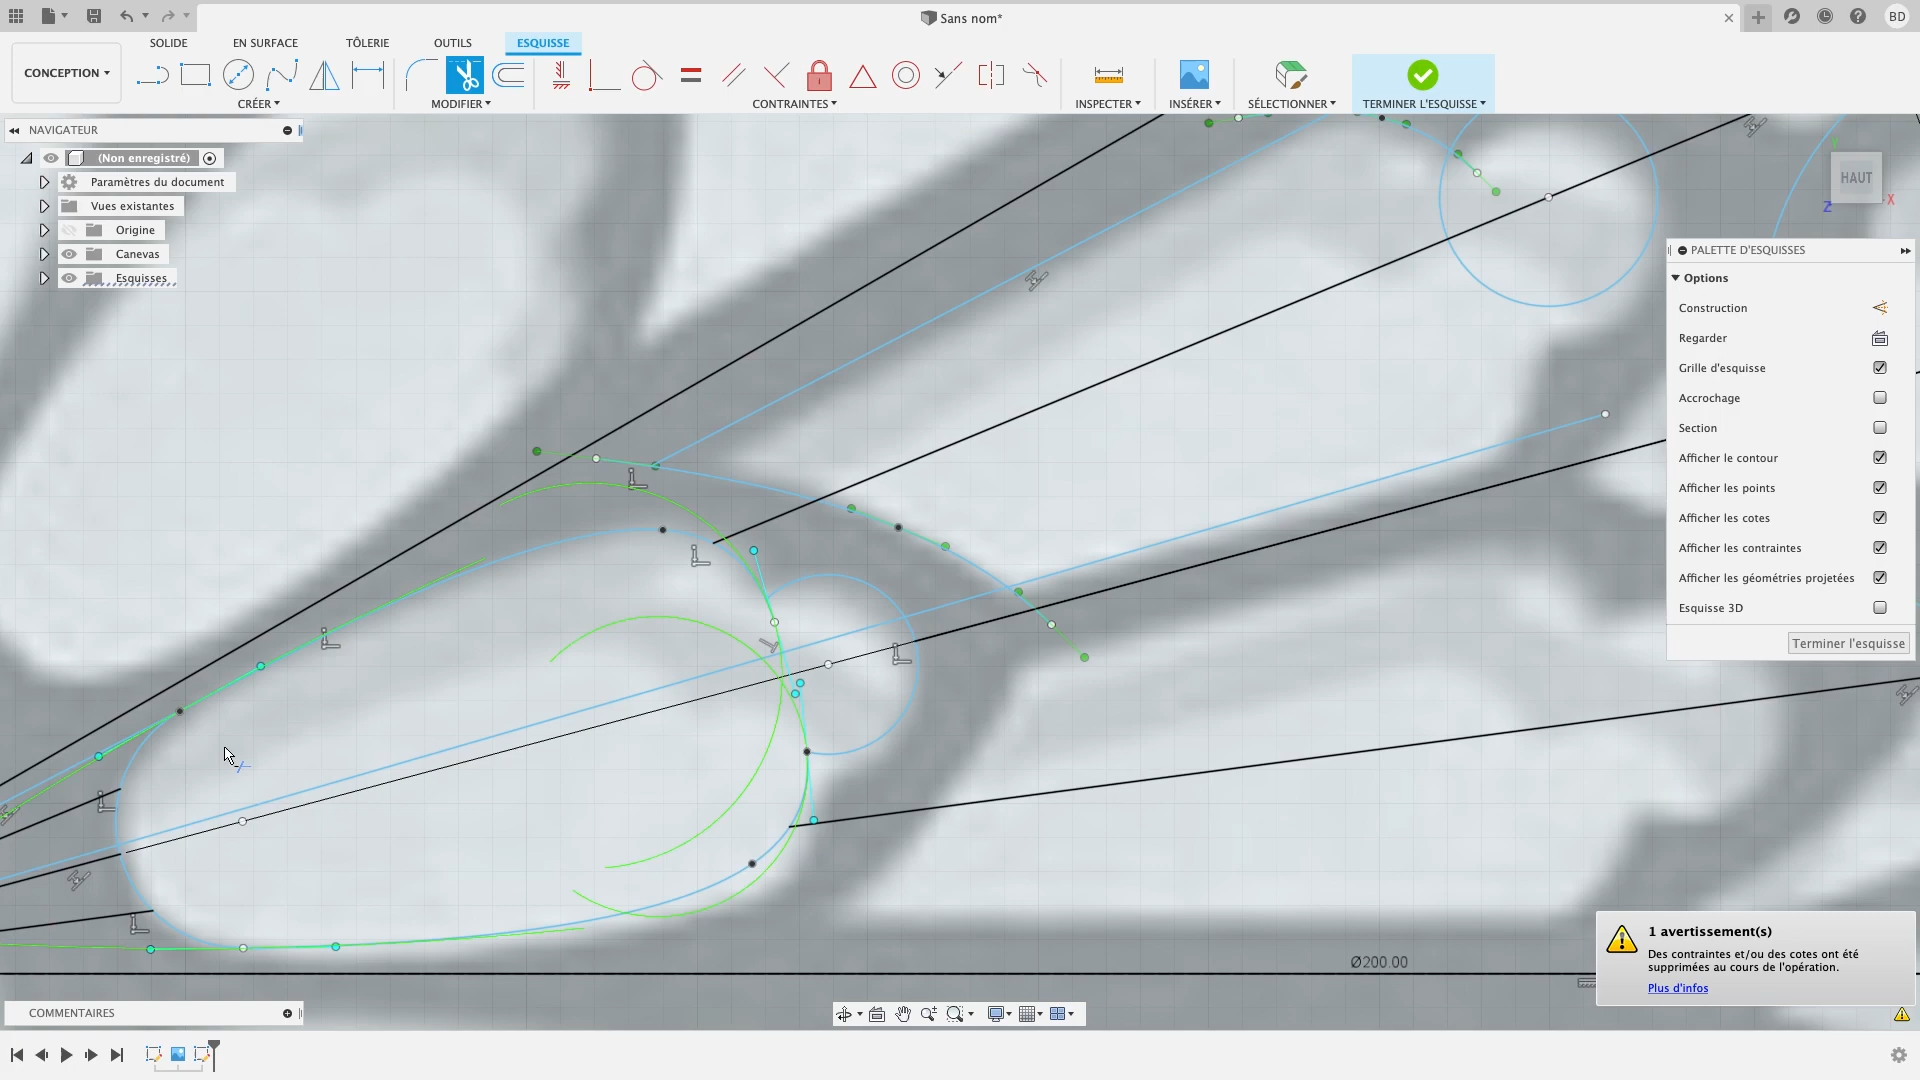 Sans nom*
BD
SOLIDE
EN SURFACE
TÔLERIE
OUTILS
ESQUISSE
CONCEPTION
CRÉER
MODIFIER
CONTRAINTES
INSPECTER
INSÉRER
SÉLECTIONNER
TERMINER L'ESQUISSE
NAVIGATEUR
(Non enregistré)
Paramètres du document
Vues existantes
Origine
Canevas
Esquisses
Y
HAUT
Z
X
PALETTE D'ESQUISSES
Options
Construction
Regarder
Grille d'esquisse
Accrochage
Section
Afficher le contour
Afficher les points
Afficher les cotes
Afficher les contraintes
Afficher les géométries projetées
Esquisse 3D
Terminer l'esquisse
Ø200.00
1 avertissement(s)
Des contraintes et/ou des cotes ont été
supprimées au cours de l'opération.
Plus d'infos
COMMENTAIRES